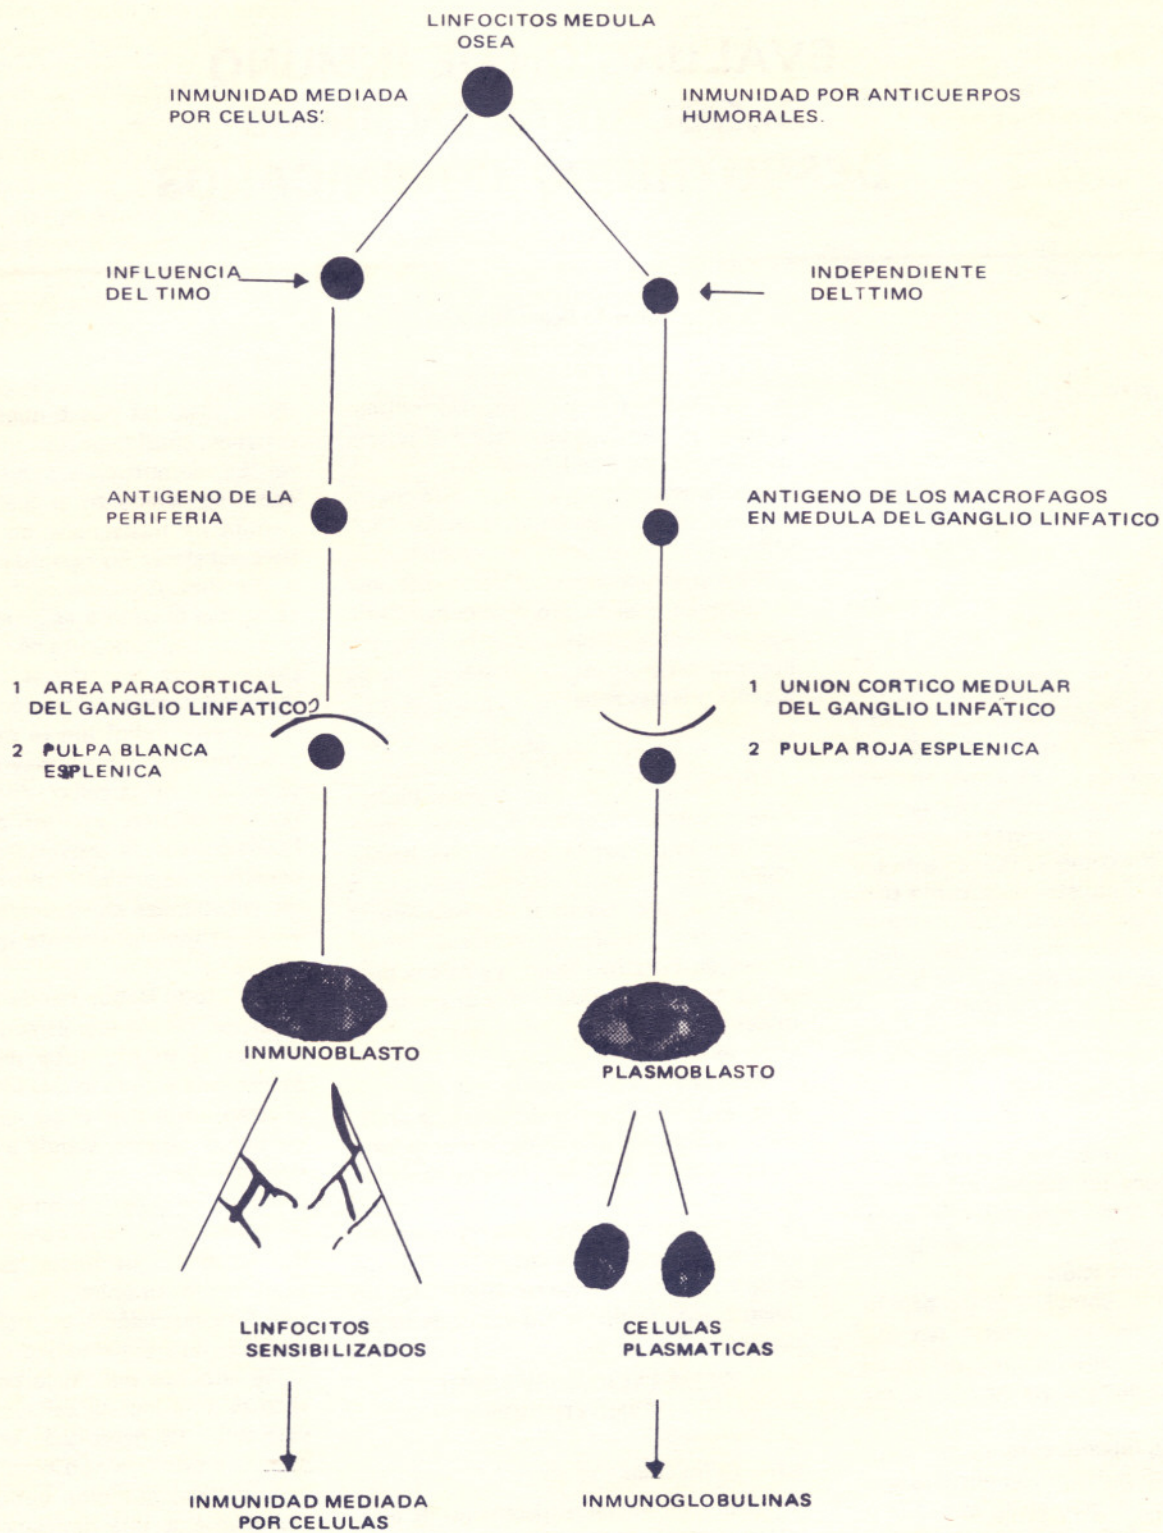 LINFOCITOS MEDULA
OSEA
INMUNIDAD MEDIADA
POR CELULAS:
INMUNIDAD POR ANTICUERPOS
HUMORALES.
INFLUENCIA
DEL TIMO
INDEPENDIENTE
DELTTIMO
ANTIGENO DE LA
PERIFERIA
ANTIGENO DE LOS MACROFAGOS
EN MEDULA DEL GANGLIO LINFATICO
1 AREA PARACORTICAL
DEL GANGLIO LINFATICO
2 PULPA BLANCA
ESPLENICA
1 UNION CORTICO MEDULAR
DEL GANGLIO LINFATICO
2 PULPA ROJA ESPLENICA
INMUNOBLASTO
PLASMOBLASTO
LINFOCITOS
SENSIBILIZADOS
CELULAS
PLASMATICAS
INMUNIDAD MEDIADA
POR CELULAS
INMUNOGLOBULINAS